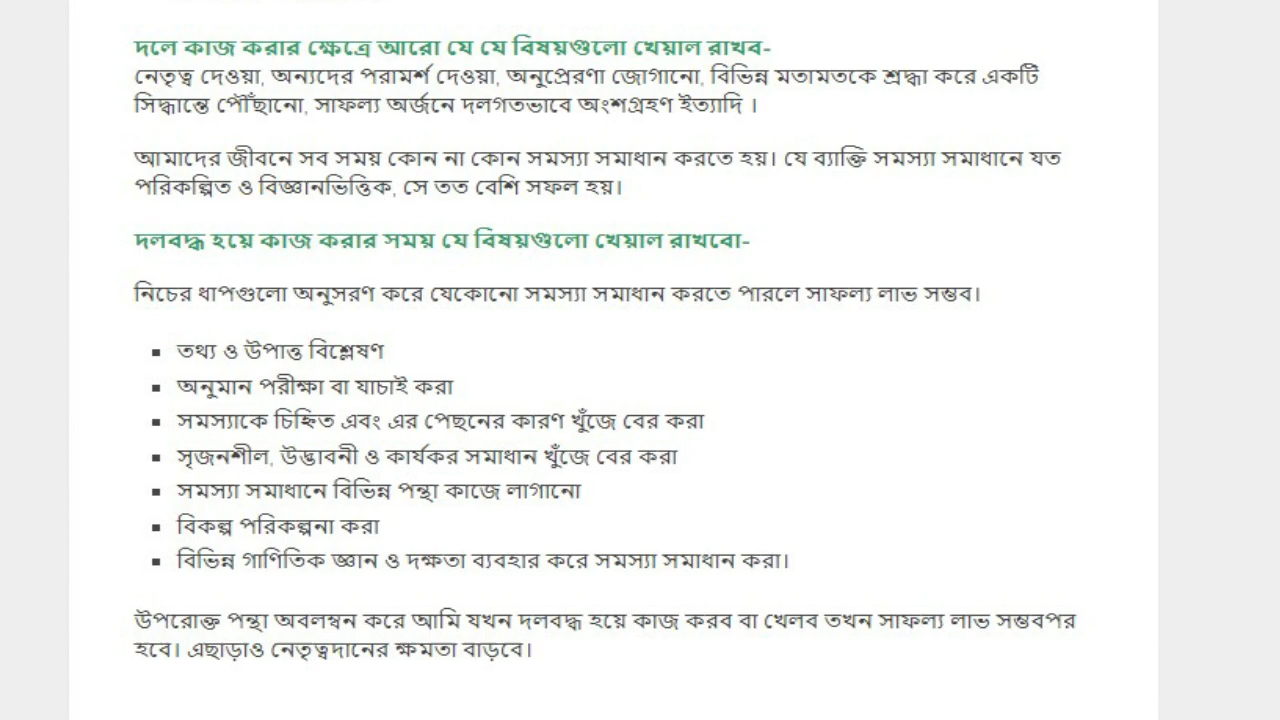 দলে কাজ করার ক্ষেত্রে আরো যে যে বিষয়গুলো খেয়াল রাখব-
নেতৃত্ব দেওয়া, অন্যদের পরামর্শ দেওয়া, অনুপ্রেরণা জোগানো, বিভিন্ন মতামতকে শ্রদ্ধা করে একটি
সিদ্ধান্তে পৌঁছানো, সাফল্য অর্জনে দলগতভাবে অংশগ্রহণ ইত্যাদি ।
আমাদের জীবনে সব সময় কোন না কোন সমস্যা সমাধান করতে হয়। যে ব্যাক্তি সমস্যা সমাধানে যত
পরিকল্পিত ও বিজ্ঞানভিত্তিক, সে তত বেশি সফল হয়।
দলবদ্ধ হয়ে কাজ করার সময় যে বিষয়গুলো খেয়াল রাখবো-
নিচের ধাপগুলো অনুসরণ করে যেকোনো সমস্যা সমাধান করতে পারলে সাফল্য লাভ সম্ভব।
▪ তথ্য ও উপাত্ত বিশ্লেষণ
▪ অনুমান পরীক্ষা বা যাচাই করা
▪ সমস্যাকে চিহ্নিত এবং এর পেছনের কারণ খুঁজে বের করা
▪ সৃজনশীল, উদ্ভাবনী ও কার্যকর সমাধান খুঁজে বের করা
▪ সমস্যা সমাধানে বিভিন্ন পন্থা কাজে লাগানো
▪ বিকল্প পরিকল্পনা করা
▪ বিভিন্ন গাণিতিক জ্ঞান ও দক্ষতা ব্যবহার করে সমস্যা সমাধান করা।
উপরোক্ত পন্থা অবলম্বন করে আমি যখন দলবদ্ধ হয়ে কাজ করব বা খেলব তখন সাফল্য লাভ সম্ভবপর
হবে। এছাড়াও নেতৃত্বদানের ক্ষমতা বাড়বে।